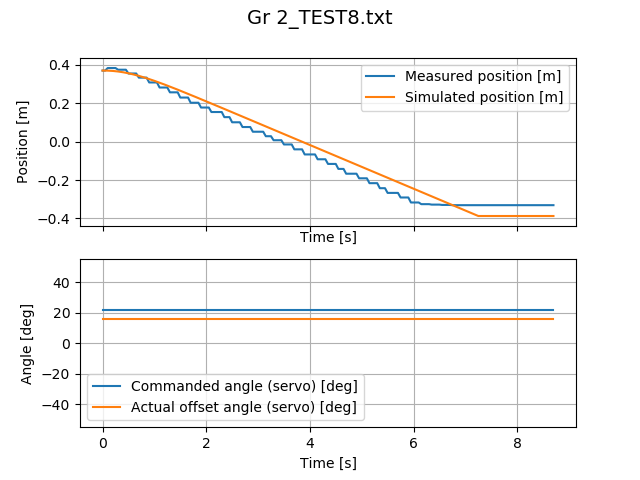 Gr 2_TEST8.txt
0.4
0.2
0.0
−0.2
−0.4
Position [m]
Measured position [m]
Simulated position [m]
Time [s]
40
20
0
−20
−40
Angle [deg]
Commanded angle (servo) [deg]
Actual offset angle (servo) [deg]
0 2 4 6 8
Time [s]